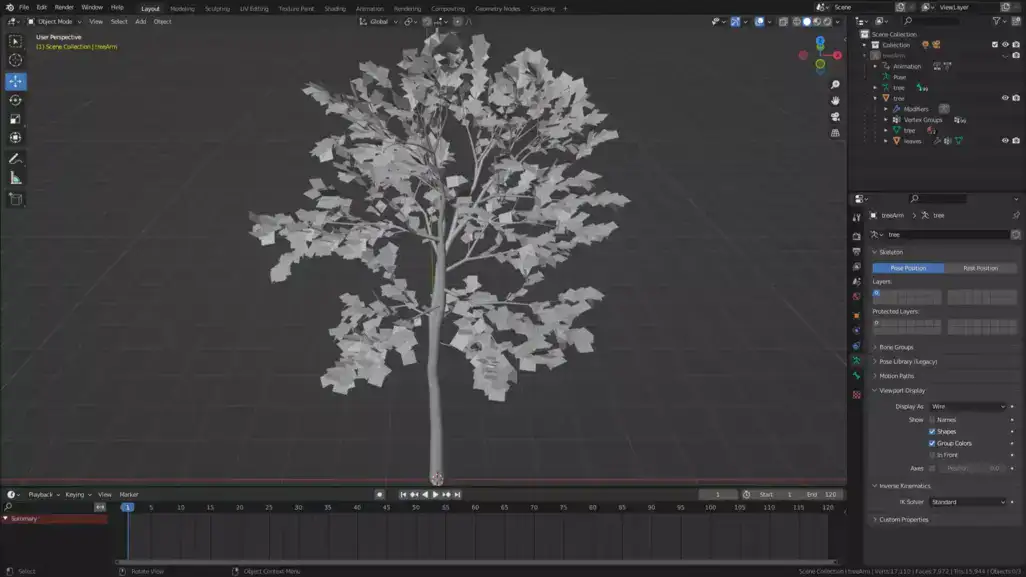 File Edit Render Window Help Layout Modeling Sculpting UV Editing Texture Paint Shading Animation Rendering Compositing Geometry Nodes Scripting + Scene ViewLayer
Object Mode View Select Add Object Global
User Perspective
(1) Scene Collection | treeArm
Scene Collection
Collection
treeArm
Animation
Pose
tree
tree
Modifiers
Vertex Groups
tree
leaves
treeArm > tree
tree
Skeleton
Pose Position Rest Position
Layers:
Protected Layers:
Bone Groups
Pose Library (Legacy)
Motion Paths
Viewport Display
Display As Wire
Show Names
Shapes
Group Colors
In Front
Axes Position 0.0
Inverse Kinematics
IK Solver Standard
Custom Properties
Playback Keying View Marker 1 Start 1 End 120
1 5 10 15 20 25 30 35 40 45 50 55 60 65 70 75 80 85 90 95 100 105 110 115 120
Summary
Select Rotate View Object Context Menu Scene Collection | treeArm | Verts:17,110 | Faces:7,972 | Tris:15,944 | Objects:0/3